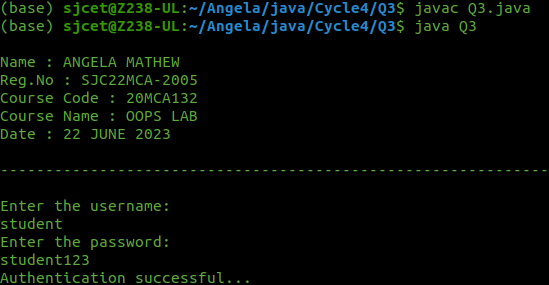 (base) sjcet@Z238-UL:~/Angela/java/Cycle4/Q3$ javac Q3.java
(base) sjcet@Z238-UL:~/Angela/java/Cycle4/Q3$ java Q3
Name : ANGELA MATHEW
Reg.No : SJC22MCA-2005
Course Code : 20MCA132
Course Name : OOPS LAB
Date : 22 JUNE 2023
-------------------------------------------------------------
Enter the username:
student
Enter the password:
student123
Authentication successful...